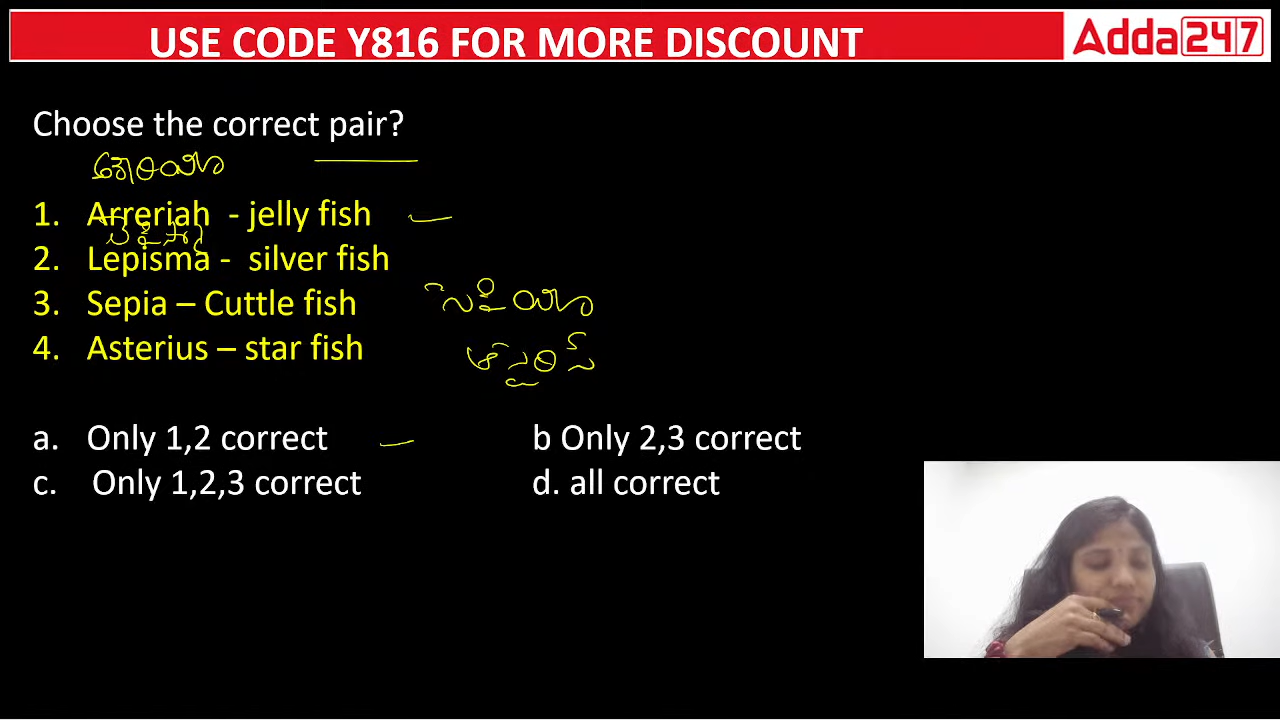 USE CODE Y816 FOR MORE DISCOUNT
Adda247
Choose the correct pair?
1. Arreriah - jelly fish
2. Lepisma - silver fish
3. Sepia – Cuttle fish
4. Asterius – star fish
a. Only 1,2 correct
b Only 2,3 correct
c. Only 1,2,3 correct
d. all correct